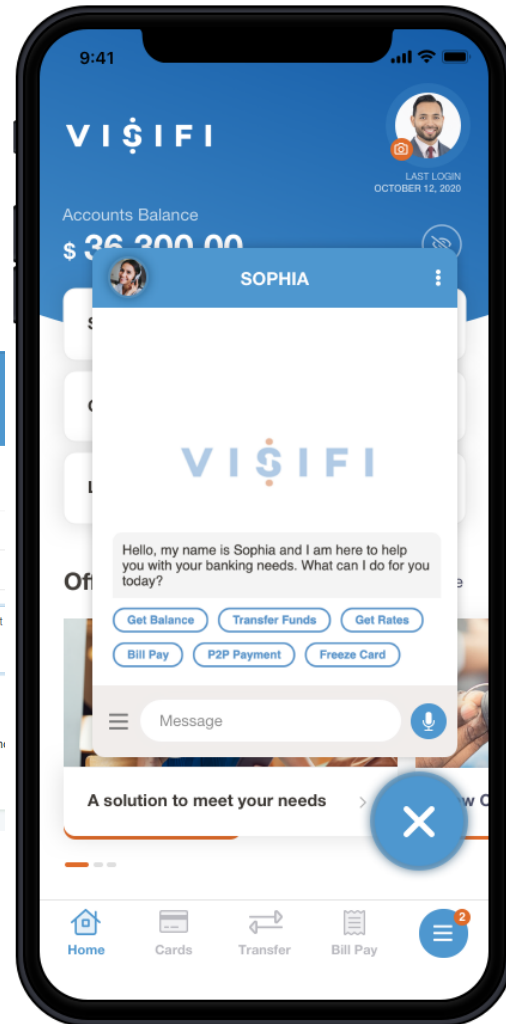 9:41
VISIFI
LAST LOGIN
OCTOBER 12, 2020
Accounts Balance
$ 36,300.00
SOPHIA
VISIFI
Hello, my name is Sophia and I am here to help
you with your banking needs. What can I do for you
today?
Get Balance
Transfer Funds
Get Rates
Bill Pay
P2P Payment
Freeze Card
Message
A solution to meet your needs
2
Home
Cards
Transfer
Bill Pay